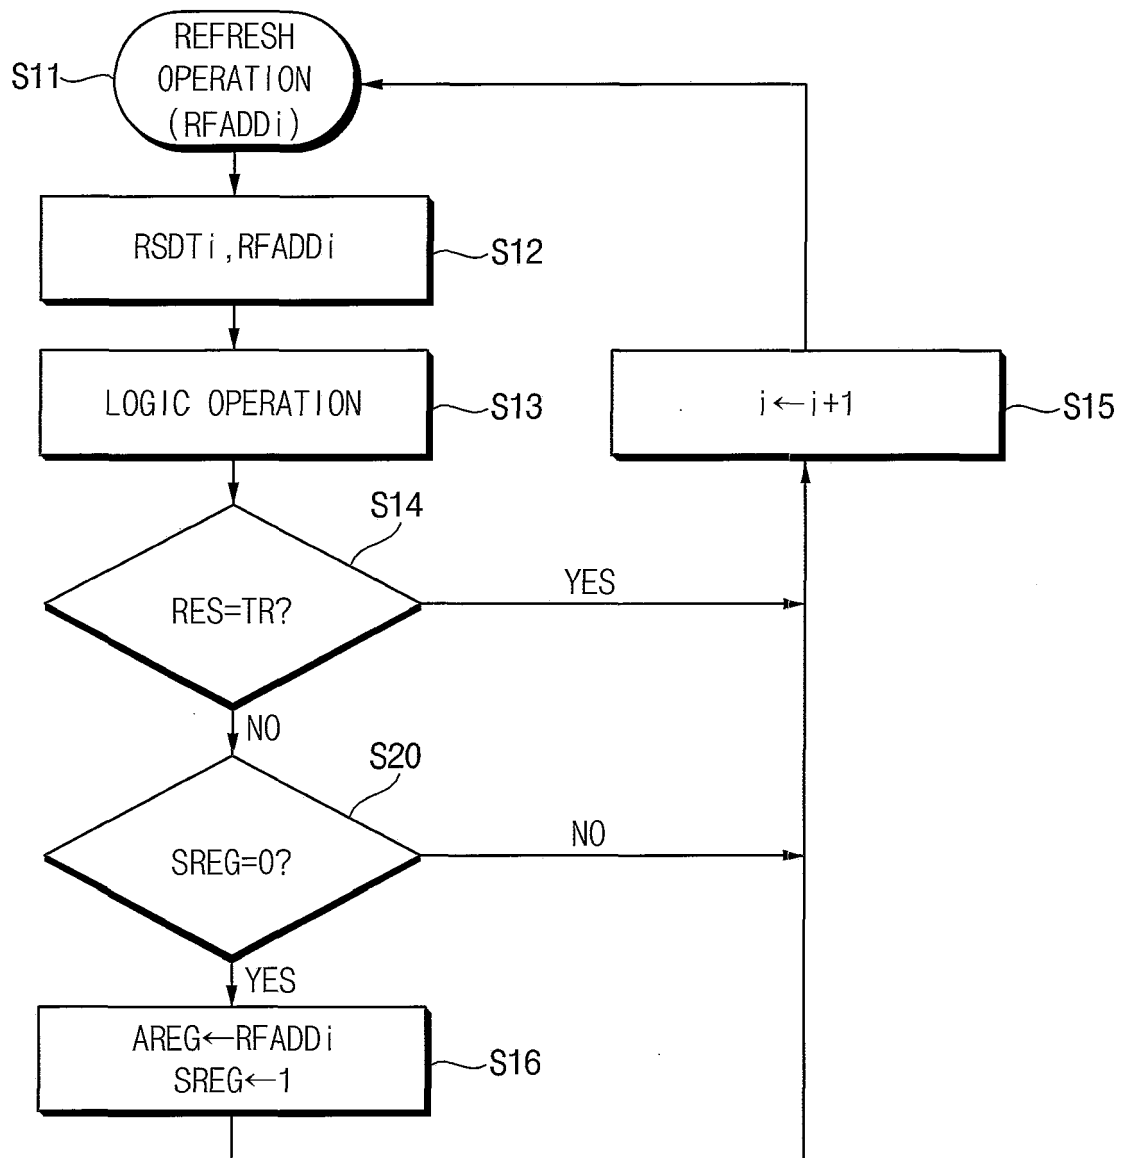 REFRESH
OPERATION
(RFADDi)
S11
RSDTi,RFADDi
S12
LOGIC OPERATION
S13
i←i+1
S15
S14
RES=TR?
YES
NO
S20
SREG=0?
NO
YES
AREG←RFADDi
SREG←1
S16